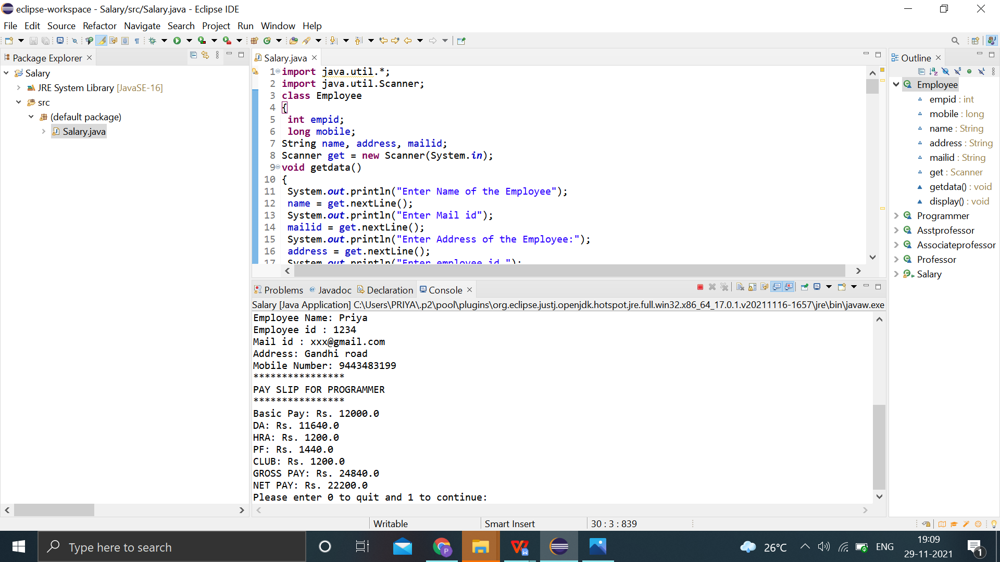 eclipse-workspace - Salary/src/Salary.java - Eclipse IDE
File Edit Source Refactor Navigate Search Project Run Window Help
Package Explorer
Salary
JRE System Library [JavaSE-16]
src
(default package)
Salary.java
Salary.java
1 import java.util.*;
2 import java.util.Scanner;
3 class Employee
4 {
5 int empid;
6 long mobile;
7 String name, address, mailid;
8 Scanner get = new Scanner(System.in);
9 void getdata()
10 {
11 System.out.println("Enter Name of the Employee");
12 name = get.nextLine();
13 System.out.println("Enter Mail id");
14 mailid = get.nextLine();
15 System.out.println("Enter Address of the Employee:");
16 address = get.nextLine();
17 System.out.println("Enter employee id ");
Problems Javadoc Declaration Console
Salary [Java Application] C:\Users\PRIYA\.p2\pool\plugins\org.eclipse.justj.openjdk.hotspot.jre.full.win32.x86_64_17.0.1.v20211116-1657\jre\bin\javaw.exe
Employee Name: Priya
Employee id : 1234
Mail id : xxx@gmail.com
Address: Gandhi road
Mobile Number: 9443483199
****************
PAY SLIP FOR PROGRAMMER
****************
Basic Pay: Rs. 12000.0
DA: Rs. 11640.0
HRA: Rs. 1200.0
PF: Rs. 1440.0
CLUB: Rs. 1200.0
GROSS PAY: Rs. 24840.0
NET PAY: Rs. 22200.0
Please enter 0 to quit and 1 to continue:
Outline
Employee
empid : int
mobile : long
name : String
address : String
mailid : String
get : Scanner
getdata() : void
display() : void
Programmer
Asstprofessor
Associateprofessor
Professor
Salary
Writable
Smart Insert
30 : 3 : 839
Type here to search
26°C
ENG
19:09
29-11-2021
1